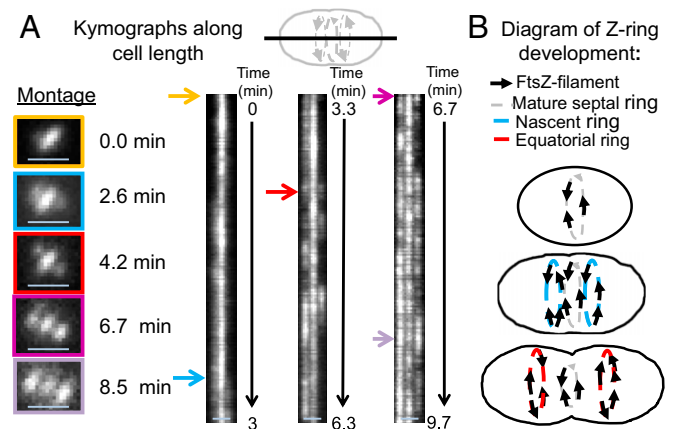 A
Kymographs along
cell length
Montage
0.0 min
2.6 min
4.2 min
6.7 min
8.5 min
Time
(min)
0
3
Time
(min)
3.3
6.3
Time
(min)
6.7
9.7
B
Diagram of Z-ring
development:
FtsZ-filament
Mature septal ring
Nascent ring
Equatorial ring